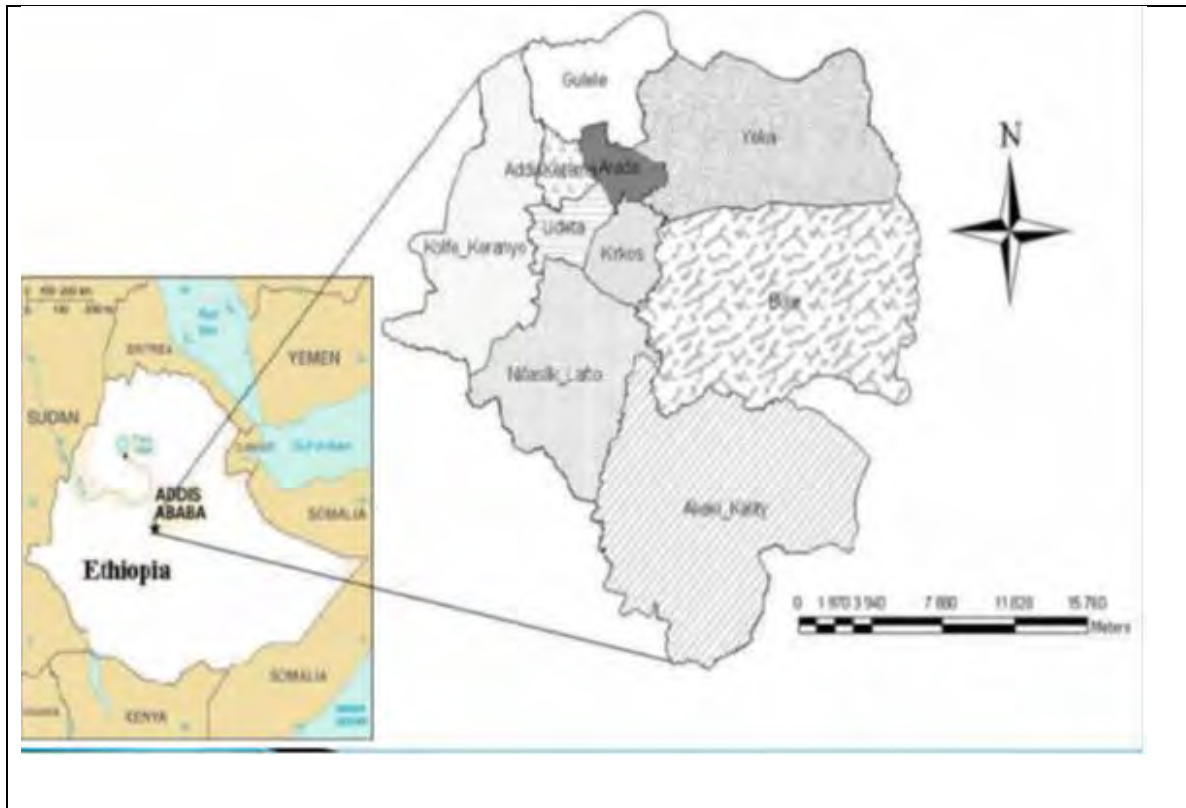 Gulele
Yeka
N
Addis Ketema
Arada
Lideta
Kirkos
Kolfe_Keranyo
Bole
Nifasilk_Lafto
Akaki_Kality
0 1 970 3 940 7 880 11 820 15 760
Meters
ERITREA
YEMEN
SUDAN
ADDIS
ABABA
SOMALIA
Ethiopia
SOMALIA
KENYA